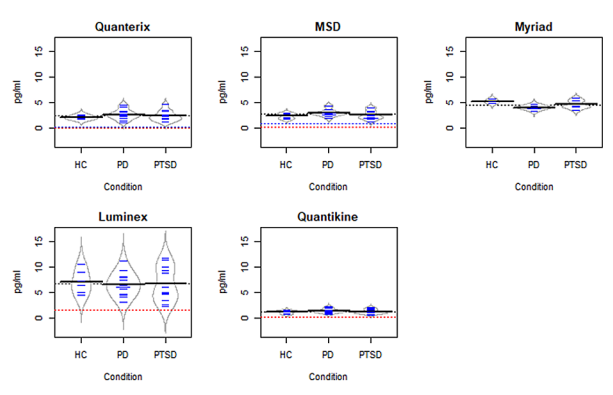 Quanterix
MSD
Myriad
pg/ml
15
10
5
0
HC PD PTSD
Condition
pg/ml
15
10
5
0
HC PD PTSD
Condition
pg/ml
15
10
5
0
HC PD PTSD
Condition
Luminex
Quantikine
pg/ml
15
10
5
0
HC PD PTSD
Condition
pg/ml
15
10
5
0
HC PD PTSD
Condition